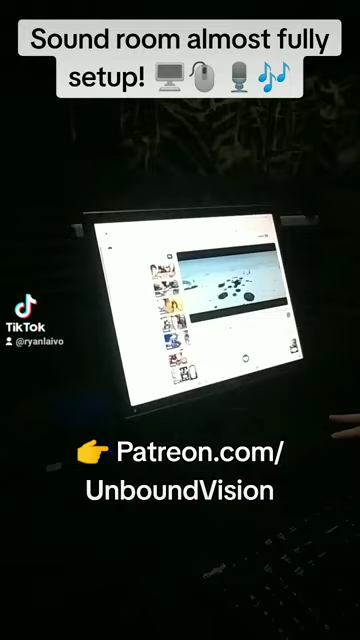 Sound room almost fully
setup! 🖥️🖱️ 🎙️🎶
TikTok
@ryanlaivo
👉 Patreon.com/
UnboundVision